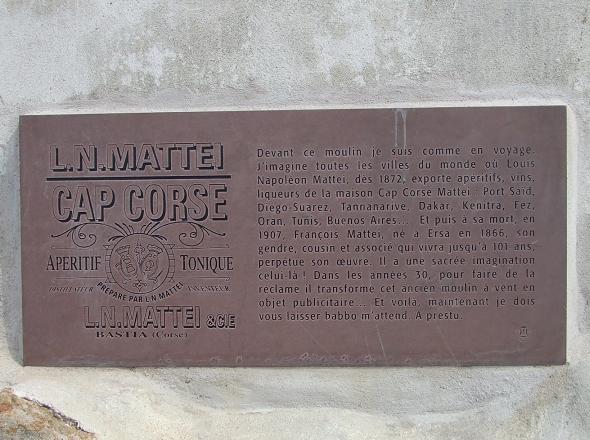 L.N.MATTEI
CAP CORSE
APERITIF TONIQUE
DISTILLATEUR INVENTEUR
PRÉPARÉ PAR L.N MATTEI
L.N.MATTEI &CIE
BASTIA (Corse)
Devant ce moulin je suis comme en voyage.
J'imagine toutes les villes du monde où Louis
Napoléon Mattei, dès 1872, exporte apéritifs, vins,
liqueurs de la maison Cap Corse Mattei : Port Saïd,
Diego-Suarez, Tannanarive, Dakar, Kenitra, Fez,
Oran, Tunis, Buenos Aires... Et puis à sa mort, en
1907, François Mattei, né à Ersa en 1866, son
gendre, cousin et associé qui vivra jusqu'à 101 ans,
perpétue son œuvre. Il a une sacrée imagination
celui-là ! Dans les années 30, pour faire de la
réclame il transforme cet ancien moulin à vent en
objet publicitaire... Et voilà, maintenant je dois
vous laisser babbo m'attend. A prestu.